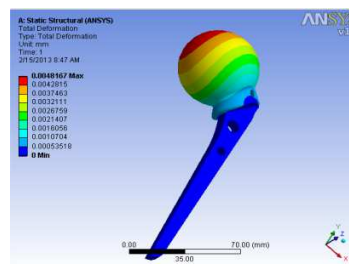 A: Static Structural (ANSYS)
Total Deformation
Type: Total Deformation
Unit: mm
Time: 1
2/15/2013 8:47 AM
0.0048167 Max
0.0042815
0.0037463
0.0032111
0.0026759
0.0021407
0.0016056
0.0010704
0.00053518
0 Min
ANSYS
v1
0.00
70.00 (mm)
35.00
Y
Z
X